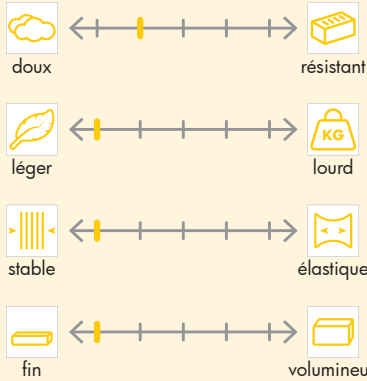 doux résistant
léger KG lourd
stable élastique
fin volumineu